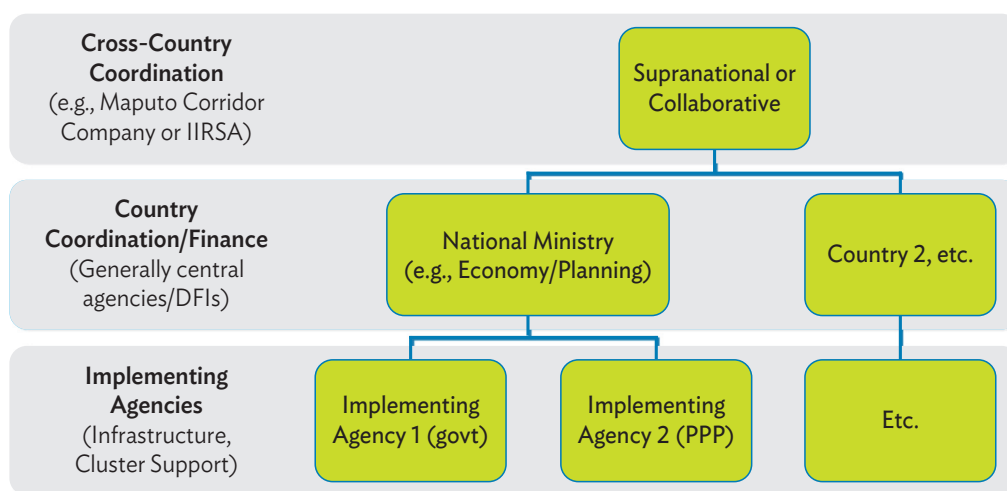 Cross-Country
Coordination
(e.g., Maputo Corridor
Company or IIRSA)
Supranational or
Collaborative
Country
Coordination/Finance
(Generally central
agencies/DFIs)
National Ministry
(e.g., Economy/Planning)
Country 2, etc.
Implementing
Agencies
(Infrastructure,
Cluster Support)
Implementing
Agency 1 (govt)
Implementing
Agency 2 (PPP)
Etc.